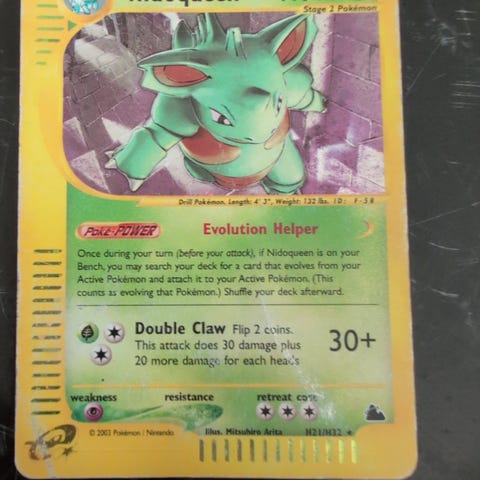 Nidoqueen
Stage 2 Pokémon
Drill Pokémon. Length: 4' 3", Weight: 132 lbs. ID: F-5 R
Poké-POWER Evolution Helper
Once during your turn (before your attack), if Nidoqueen is on your
Bench, you may search your deck for a card that evolves from your
Active Pokémon and attach it to your Active Pokémon. (This
counts as evolving that Pokémon.) Shuffle your deck afterward.
Double Claw Flip 2 coins.
This attack does 30 damage plus
20 more damage for each heads
30+
weakness resistance retreat cost
© 2003 Pokémon / Nintendo Illus. Mitsuhiro Arita H21/H32 ★
e